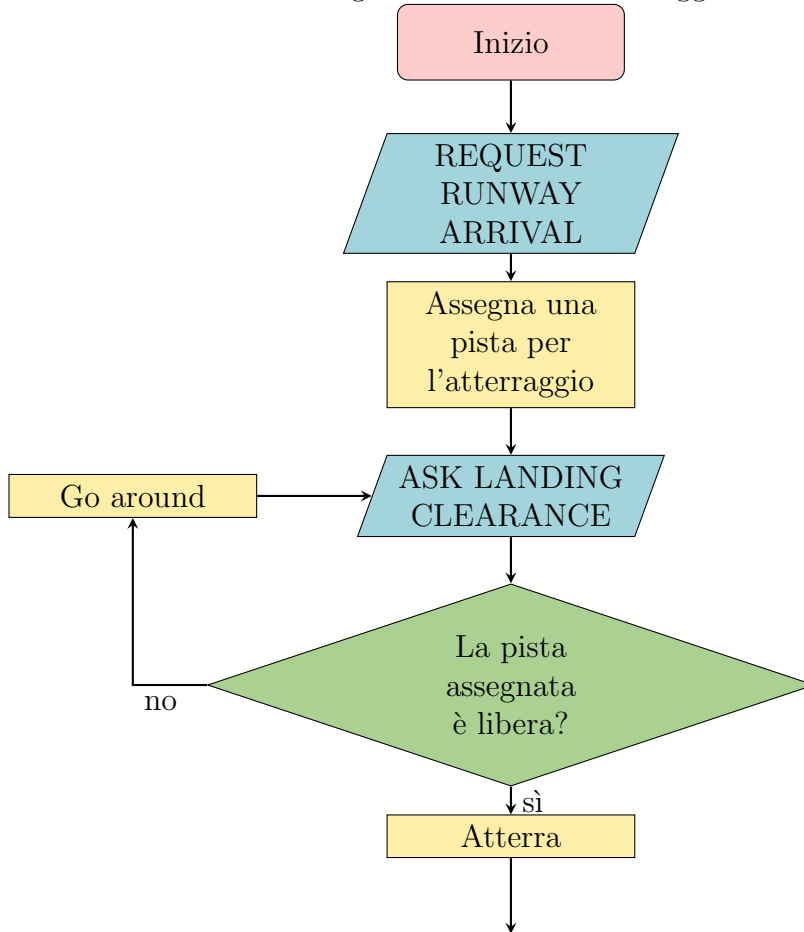 Inizio
REQUEST
RUNWAY
ARRIVAL
Assegna una
pista per
l'atterraggio
ASK LANDING
CLEARANCE
Go around
La pista
assegnata
è libera?
no
sì
Atterra